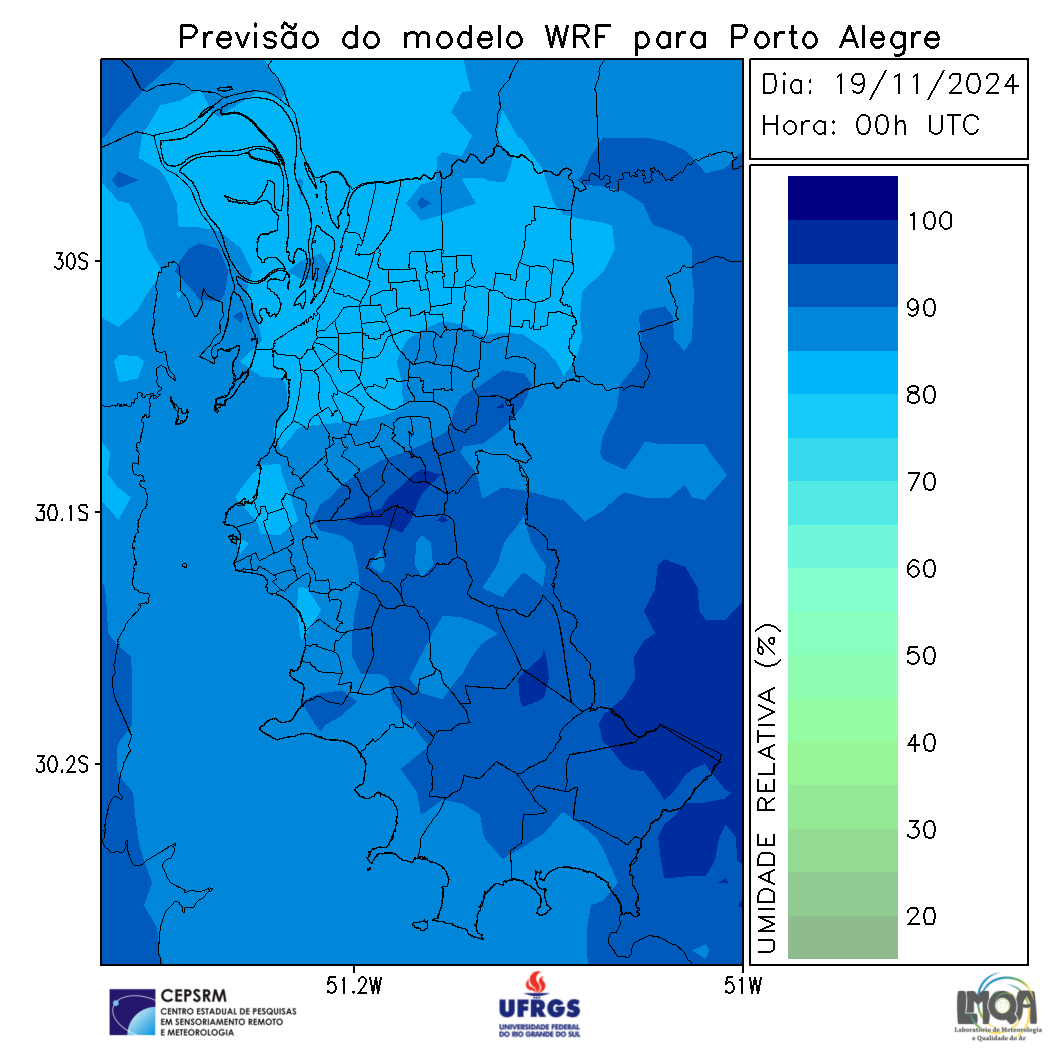 Previsão do modelo WRF para Porto Alegre
Dia: 19/11/2024
Hora: 00h UTC
100
90
80
70
60
50
40
30
20
UMIDADE RELATIVA (%)
30S
30.1S
30.2S
51.2W
51W
CEPSRM
CENTRO ESTADUAL DE PESQUISAS
EM SENSORIAMENTO REMOTO
E METEOROLOGIA
UFRGS
UNIVERSIDADE FEDERAL
DO RIO GRANDE DO SUL
LMQA
Laboratório de Meteorologia
e Qualidade do Ar